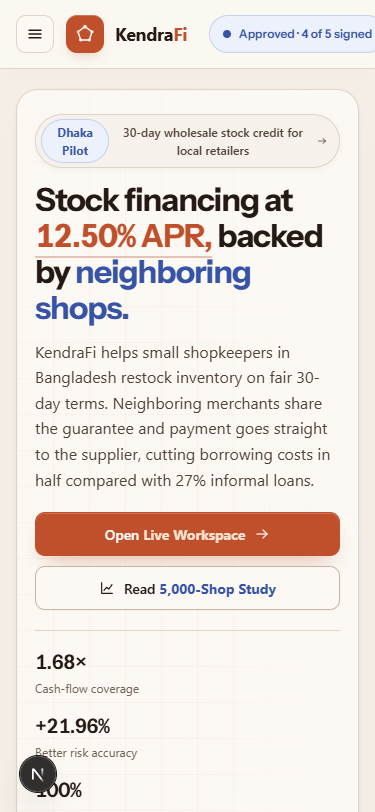 KendraFi
Approved · 4 of 5 signed
Dhaka
Pilot
30-day wholesale stock credit for
local retailers →
Stock financing at
12.50% APR, backed
by neighboring
shops.
KendraFi helps small shopkeepers in
Bangladesh restock inventory on fair 30-
day terms. Neighboring merchants share
the guarantee and payment goes straight
to the supplier, cutting borrowing costs in
half compared with 27% informal loans.
Open Live Workspace →
Read 5,000-Shop Study
1.68×
Cash-flow coverage
+21.96%
Better risk accuracy
N
100%